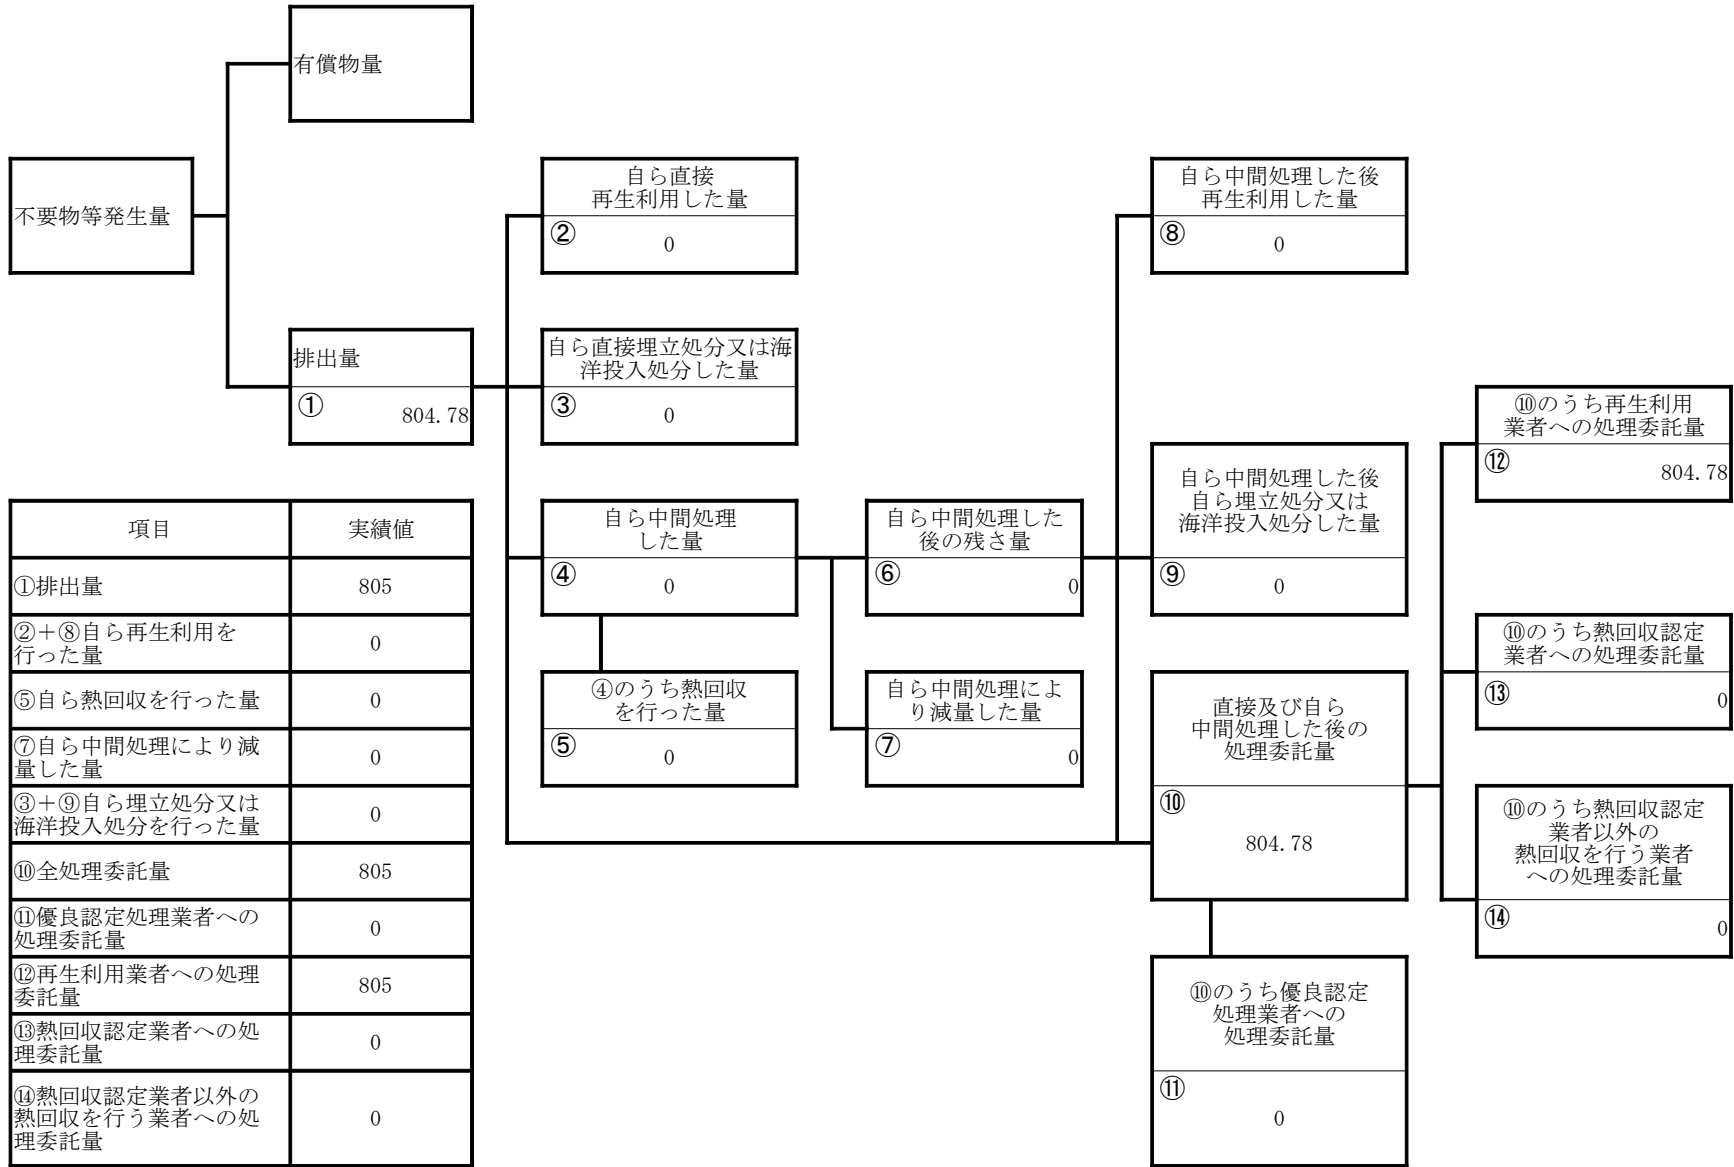 有償物量
不要物等発生量
自ら直接
再生利用した量
②
0
自ら中間処理した後
再生利用した量
⑧
0
排出量
①
804.78
自ら直接埋立処分又は海
洋投入処分した量
③
0
⑩のうち再生利用
業者への処理委託量
⑫
804.78
自ら中間処理
した量
④
0
自ら中間処理した
後の残さ量
⑥
0
自ら中間処理した後
自ら埋立処分又は
海洋投入処分した量
⑨
0
⑩のうち熱回収認定
業者への処理委託量
⑬
0
④のうち熱回収
を行った量
⑤
0
自ら中間処理によ
り減量した量
⑦
0
直接及び自ら
中間処理した後の
処理委託量
⑩
804.78
⑩のうち熱回収認定
業者以外の
熱回収を行う業者
への処理委託量
⑭
0
⑩のうち優良認定
処理業者への
処理委託量
⑪
0
項目 実績値
①排出量 805
②+⑧自ら再生利用を
行った量 0
⑤自ら熱回収を行った量 0
⑦自ら中間処理により減
量した量 0
③+⑨自ら埋立処分又は
海洋投入処分を行った量 0
⑩全処理委託量 805
⑪優良認定処理業者への
処理委託量 0
⑫再生利用業者への処理
委託量 805
⑬熱回収認定業者への処
理委託量 0
⑭熱回収認定業者以外の
熱回収を行う業者への処
理委託量 0